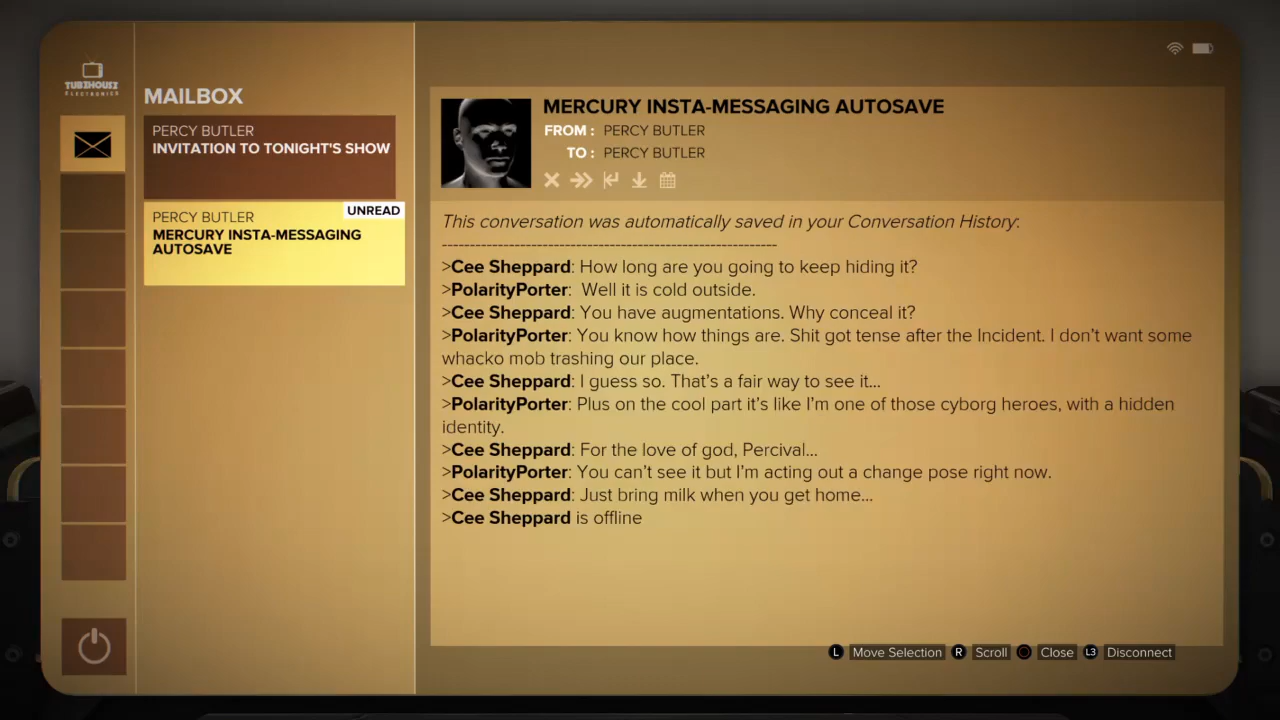 TUBEHOUSE
ELECTRONICS
MAILBOX
PERCY BUTLER
INVITATION TO TONIGHT'S SHOW
UNREAD
PERCY BUTLER
MERCURY INSTA-MESSAGING
AUTOSAVE
MERCURY INSTA-MESSAGING AUTOSAVE
FROM : PERCY BUTLER
TO : PERCY BUTLER
This conversation was automatically saved in your Conversation History:
------------------------------------------------------------
>Cee Sheppard: How long are you going to keep hiding it?
>PolarityPorter: Well it is cold outside.
>Cee Sheppard: You have augmentations. Why conceal it?
>PolarityPorter: You know how things are. Shit got tense after the Incident. I don't want some
whacko mob trashing our place.
>Cee Sheppard: I guess so. That's a fair way to see it...
>PolarityPorter: Plus on the cool part it's like I'm one of those cyborg heroes, with a hidden
identity.
>Cee Sheppard: For the love of god, Percival...
>PolarityPorter: You can't see it but I'm acting out a change pose right now.
>Cee Sheppard: Just bring milk when you get home...
>Cee Sheppard is offline
L Move Selection R Scroll Close L3 Disconnect